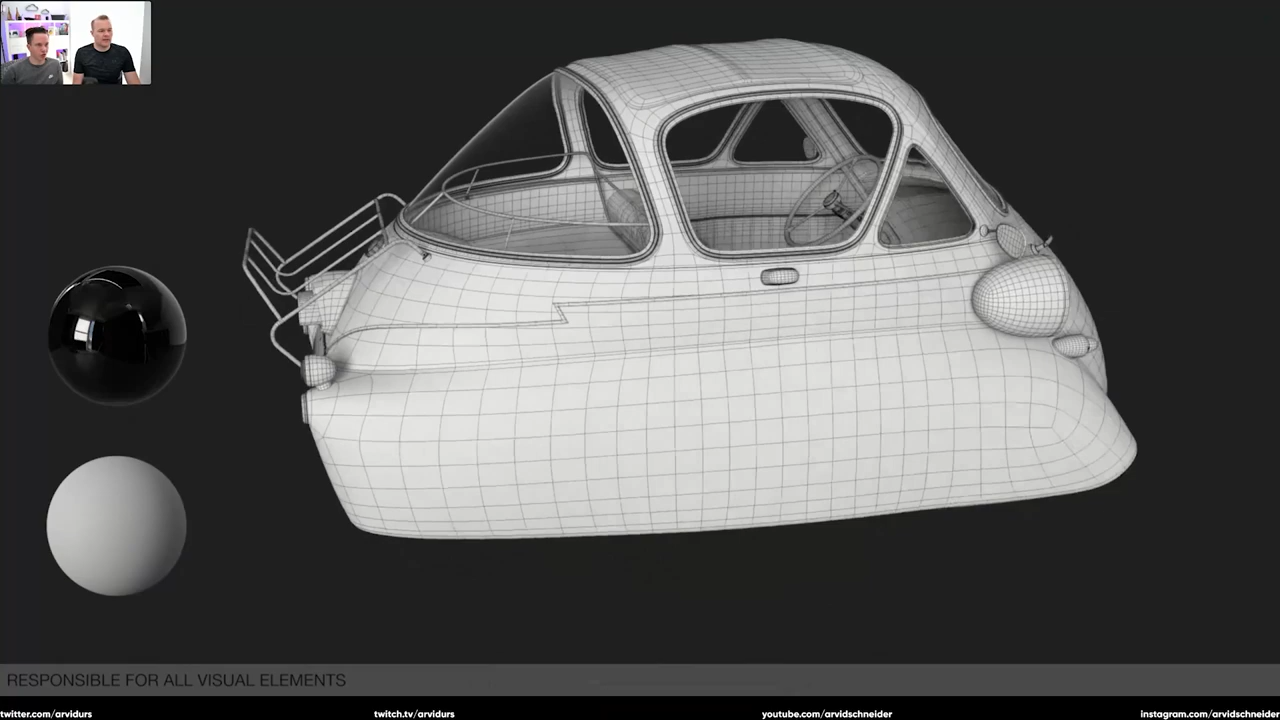 RESPONSIBLE FOR ALL VISUAL ELEMENTS
twitter.com/arvidurs
twitch.tv/arvidurs
youtube.com/arvidschneider
instagram.com/arvidschneider